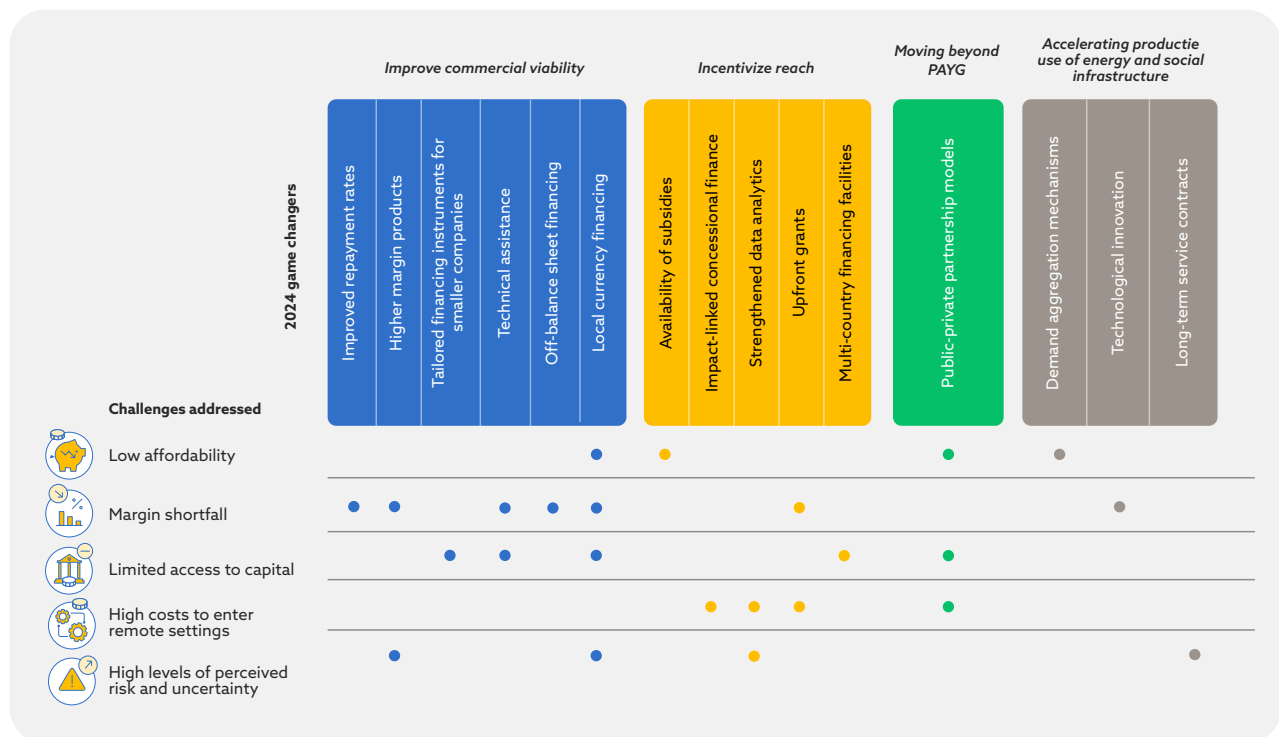 Improve commercial viability
Incentivize reach
Moving beyond
PAYG
Accelerating productie
use of energy and social
infrastructure
2024 game changers
Improved repayment rates
Higher margin products
Tailored financing instruments for
smaller companies
Technical assistance
Off-balance sheet financing
Local currency financing
Availability of subsidies
Impact-linked concessional finance
Strengthened data analytics
Upfront grants
Multi-country financing facilities
Public-private partnership models
Demand aggregation mechanisms
Technological innovation
Long-term service contracts
Challenges addressed
Low affordability
%
Margin shortfall
Limited access to capital
High costs to enter
remote settings
High levels of perceived
risk and uncertainty